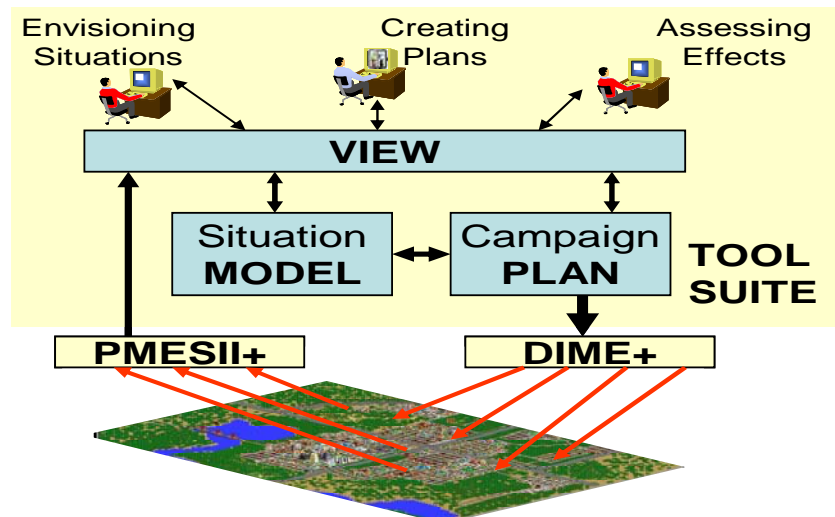 Envisioning
Situations
Creating
Plans
Assessing
Effects
VIEW
Situation
MODEL
Campaign
PLAN
TOOL
SUITE
PMESII+
DIME+